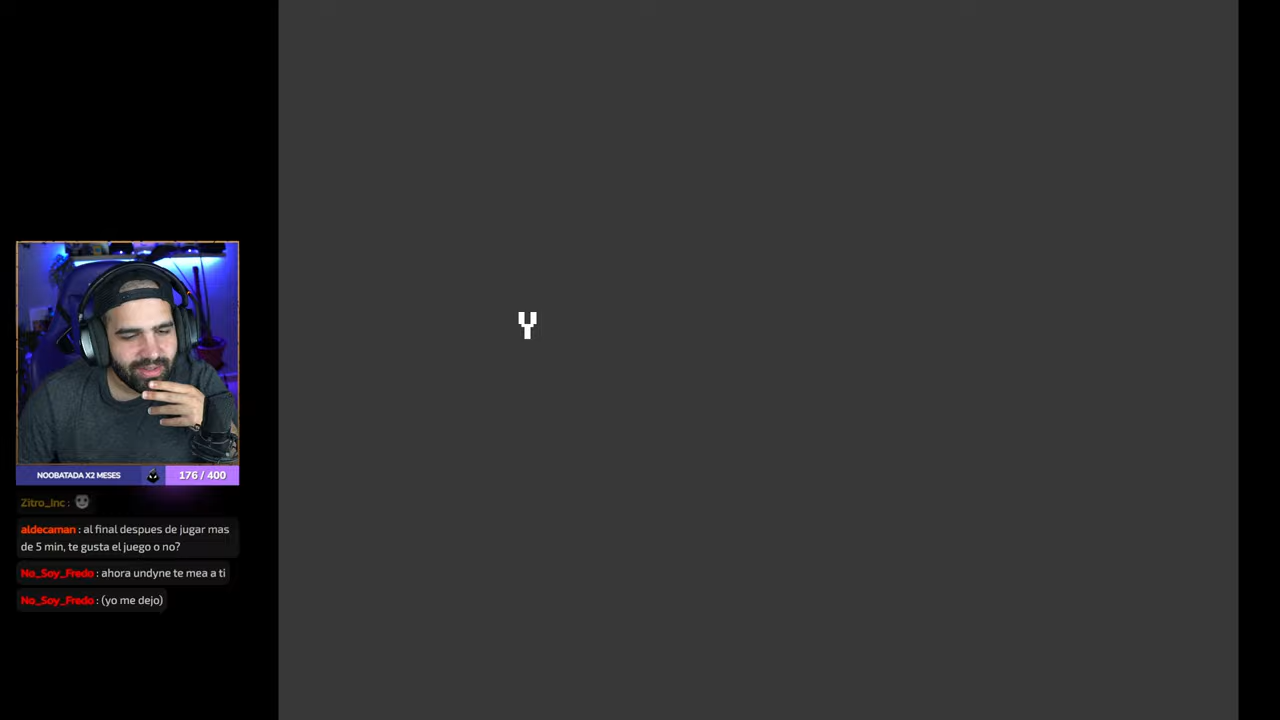 Y
NOOBATADA X2 MESES
176 / 400
Zitro_Inc :
aldecaman : al final despues de jugar mas
de 5 min, te gusta el juego o no?
No_Soy_Fredo : ahora undyne te mea a ti
No_Soy_Fredo : (yo me dejo)